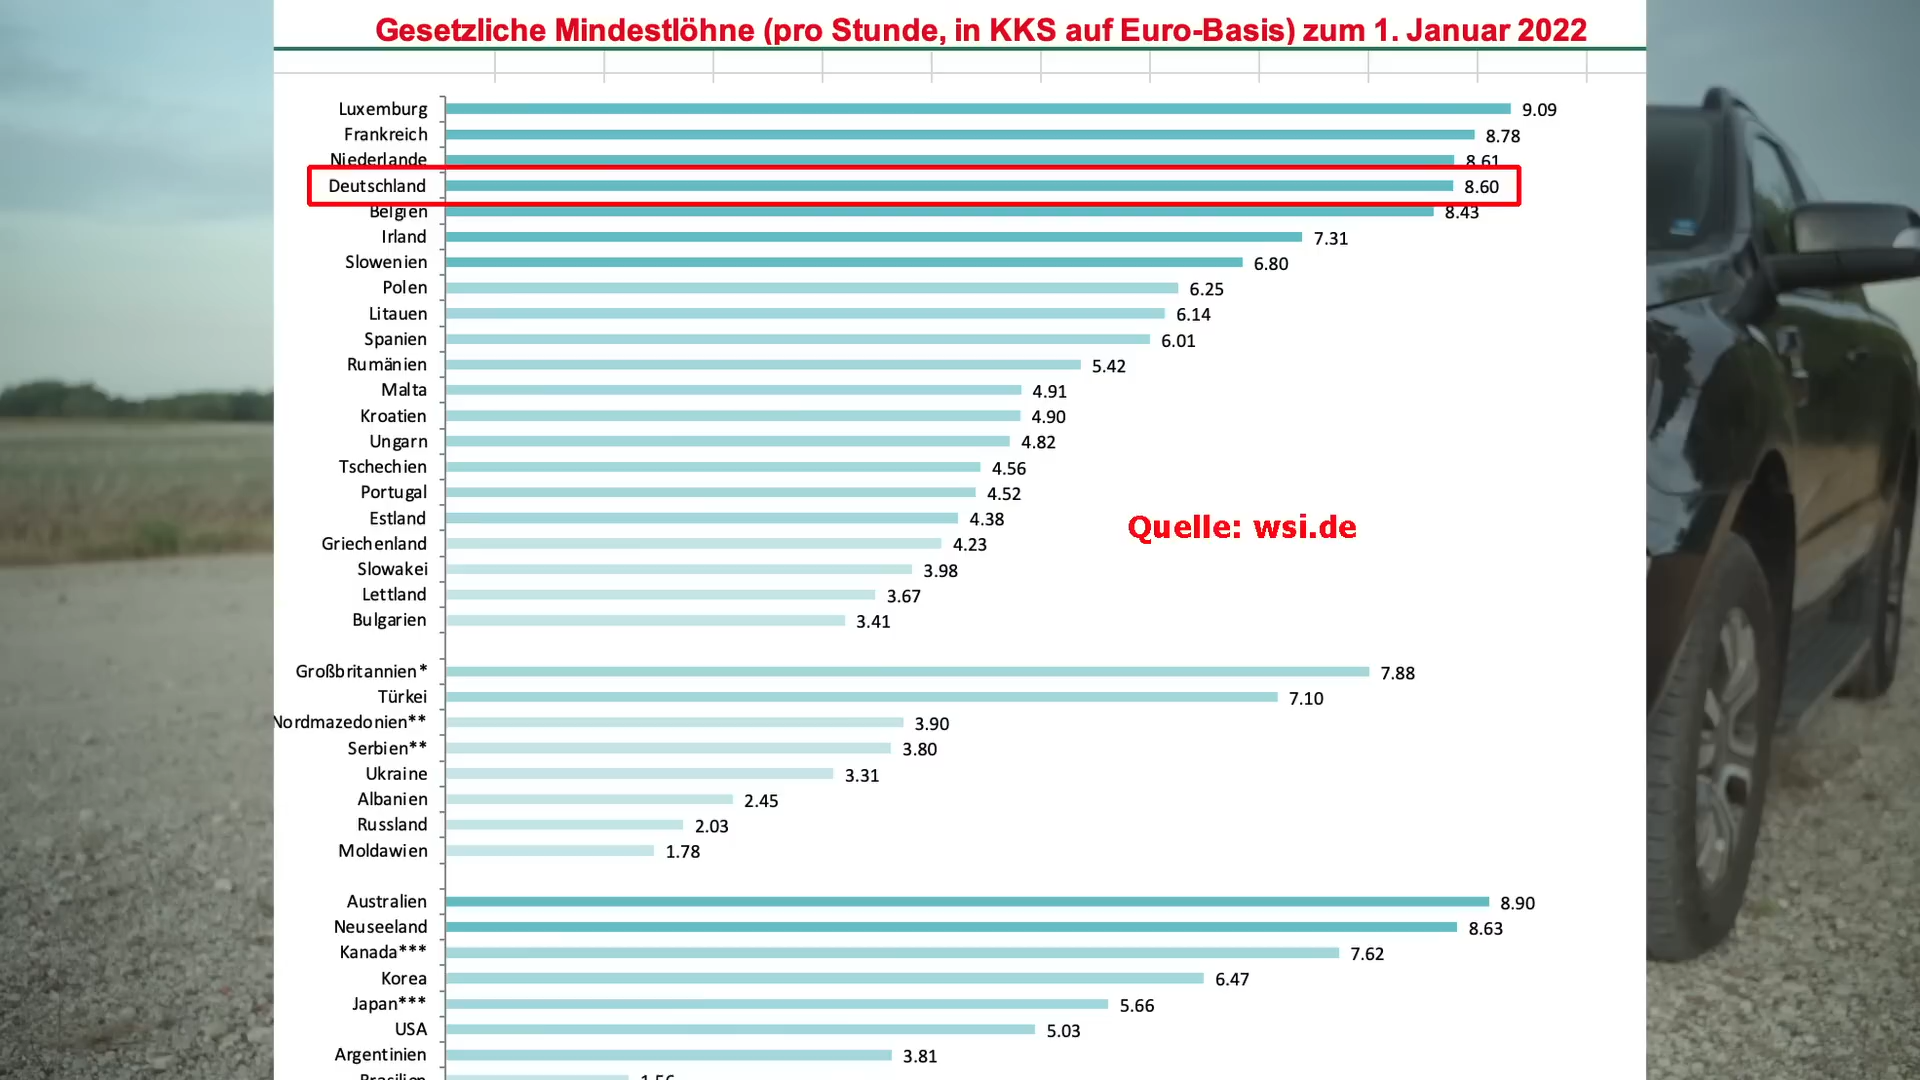 Gesetzliche Mindestlöhne (pro Stunde, in KKS auf Euro-Basis) zum 1. Januar 2022
Luxemburg 9.09
Frankreich 8.78
Niederlande 8.61
Deutschland 8.60
Belgien 8.43
Irland 7.31
Slowenien 6.80
Polen 6.25
Litauen 6.14
Spanien 6.01
Rumänien 5.42
Malta 4.91
Kroatien 4.90
Ungarn 4.82
Tschechien 4.56
Portugal 4.52
Estland 4.38
Quelle: wsi.de
Griechenland 4.23
Slowakei 3.98
Lettland 3.67
Bulgarien 3.41
Großbritannien* 7.88
Türkei 7.10
Nordmazedonien** 3.90
Serbien** 3.80
Ukraine 3.31
Albanien 2.45
Russland 2.03
Moldawien 1.78
Australien 8.90
Neuseeland 8.63
Kanada*** 7.62
Korea 6.47
Japan*** 5.66
USA 5.03
Argentinien 3.81
Brasilien